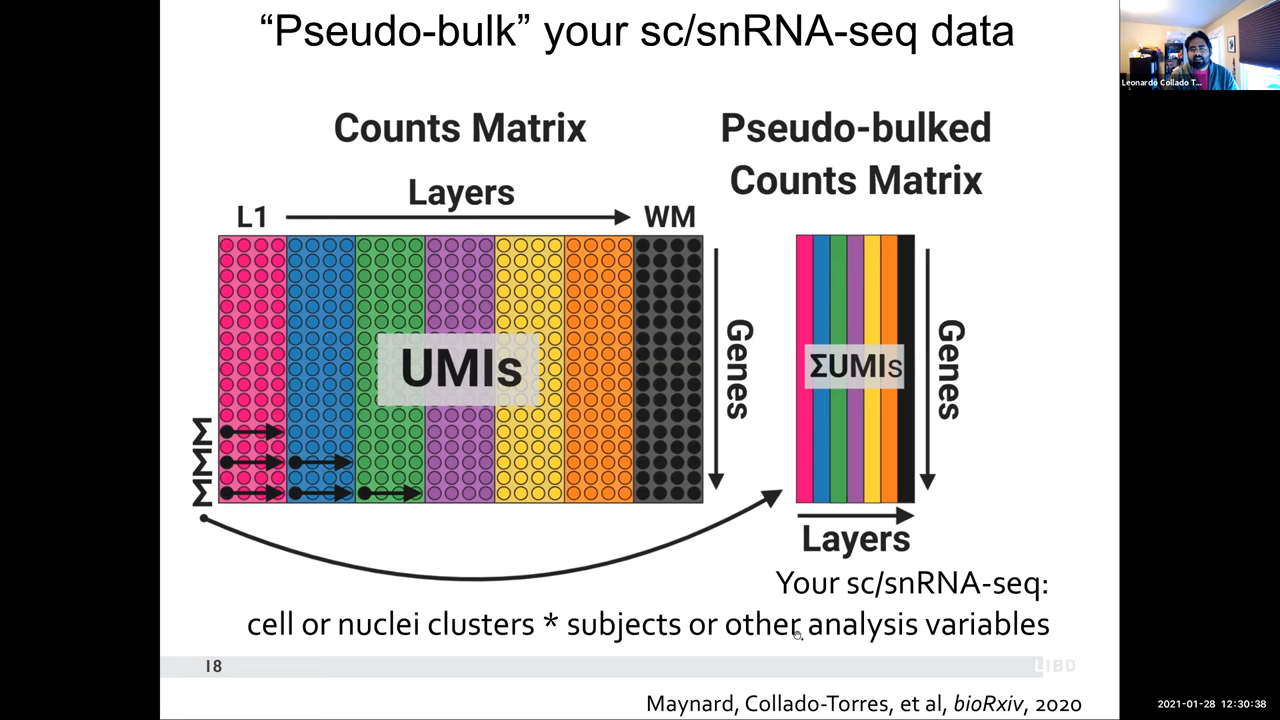 “Pseudo-bulk” your sc/snRNA-seq data
Leonardo Collado T...
Counts Matrix
Pseudo-bulked
Counts Matrix
Layers
L1
WM
UMIs
Genes
ΣUMIs
Genes
ΣΣΣ
Layers
Your sc/snRNA-seq:
cell or nuclei clusters * subjects or other analysis variables
18
LIBD
Maynard, Collado-Torres, et al, bioRxiv, 2020
2021-01-28 12:30:38